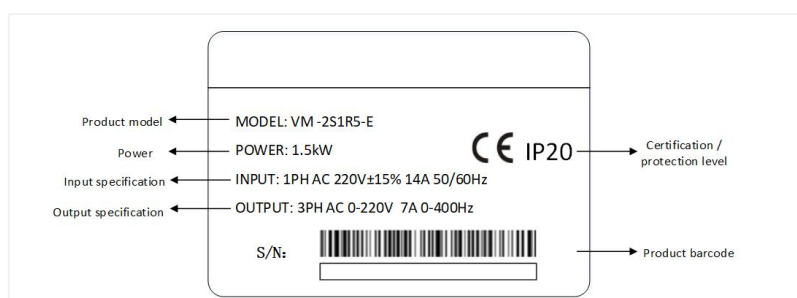 Product model
MODEL: VM -2S1R5-E
Power
POWER: 1.5kW
CE IP20
Certification /
protection level
Input specification
INPUT: 1PH AC 220V±15% 14A 50/60Hz
Output specification
OUTPUT: 3PH AC 0-220V 7A 0-400Hz
S/N:
Product barcode